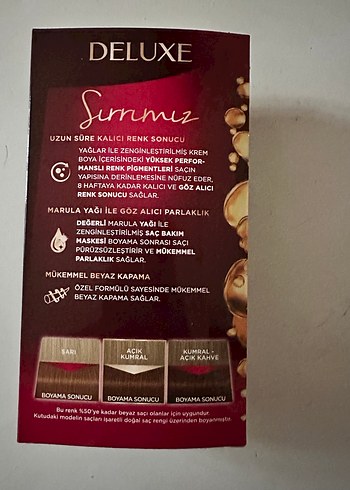 DELUXE
Sırrımız
UZUN SÜRE KALICI RENK SONUCU
YAĞLAR İLE ZENGİNLEŞTİRİLMİŞ KREM
BOYA İÇERİSİNDEKİ YÜKSEK PERFOR-
MANSLI RENK PİGMENTLERİ SAÇIN
YAPISINA DERİNLEMESİNE NÜFUZ EDER,
8 HAFTAYA KADAR KALICI VE GÖZ ALICI
RENK SONUCU SAĞLAR.
MARULA YAĞI İLE GÖZ ALICI PARLAKLIK
DEĞERLİ MARULA YAĞI İLE
ZENGİNLEŞTİRİLMİŞ SAÇ BAKIM
MASKESİ BOYAMA SONRASI SAÇI
PÜRÜZSÜZLEŞTİRİR VE MÜKEMMEL
PARLAKLIK SAĞLAR.
MÜKEMMEL BEYAZ KAPAMA
ÖZEL FORMÜLÜ SAYESİNDE MÜKEMMEL
BEYAZ KAPAMA SAĞLAR.
SARI
BOYAMA SONUCU
AÇIK
KUMRAL
BOYAMA SONUCU
KUMRAL -
AÇIK KAHVE
BOYAMA SONUCU
Bu renk %50'ye kadar beyaz saçı olanlar için uygundur.
Kutudaki modelin saçları işaretli doğal saç rengi üzerinden boyanmıştır.